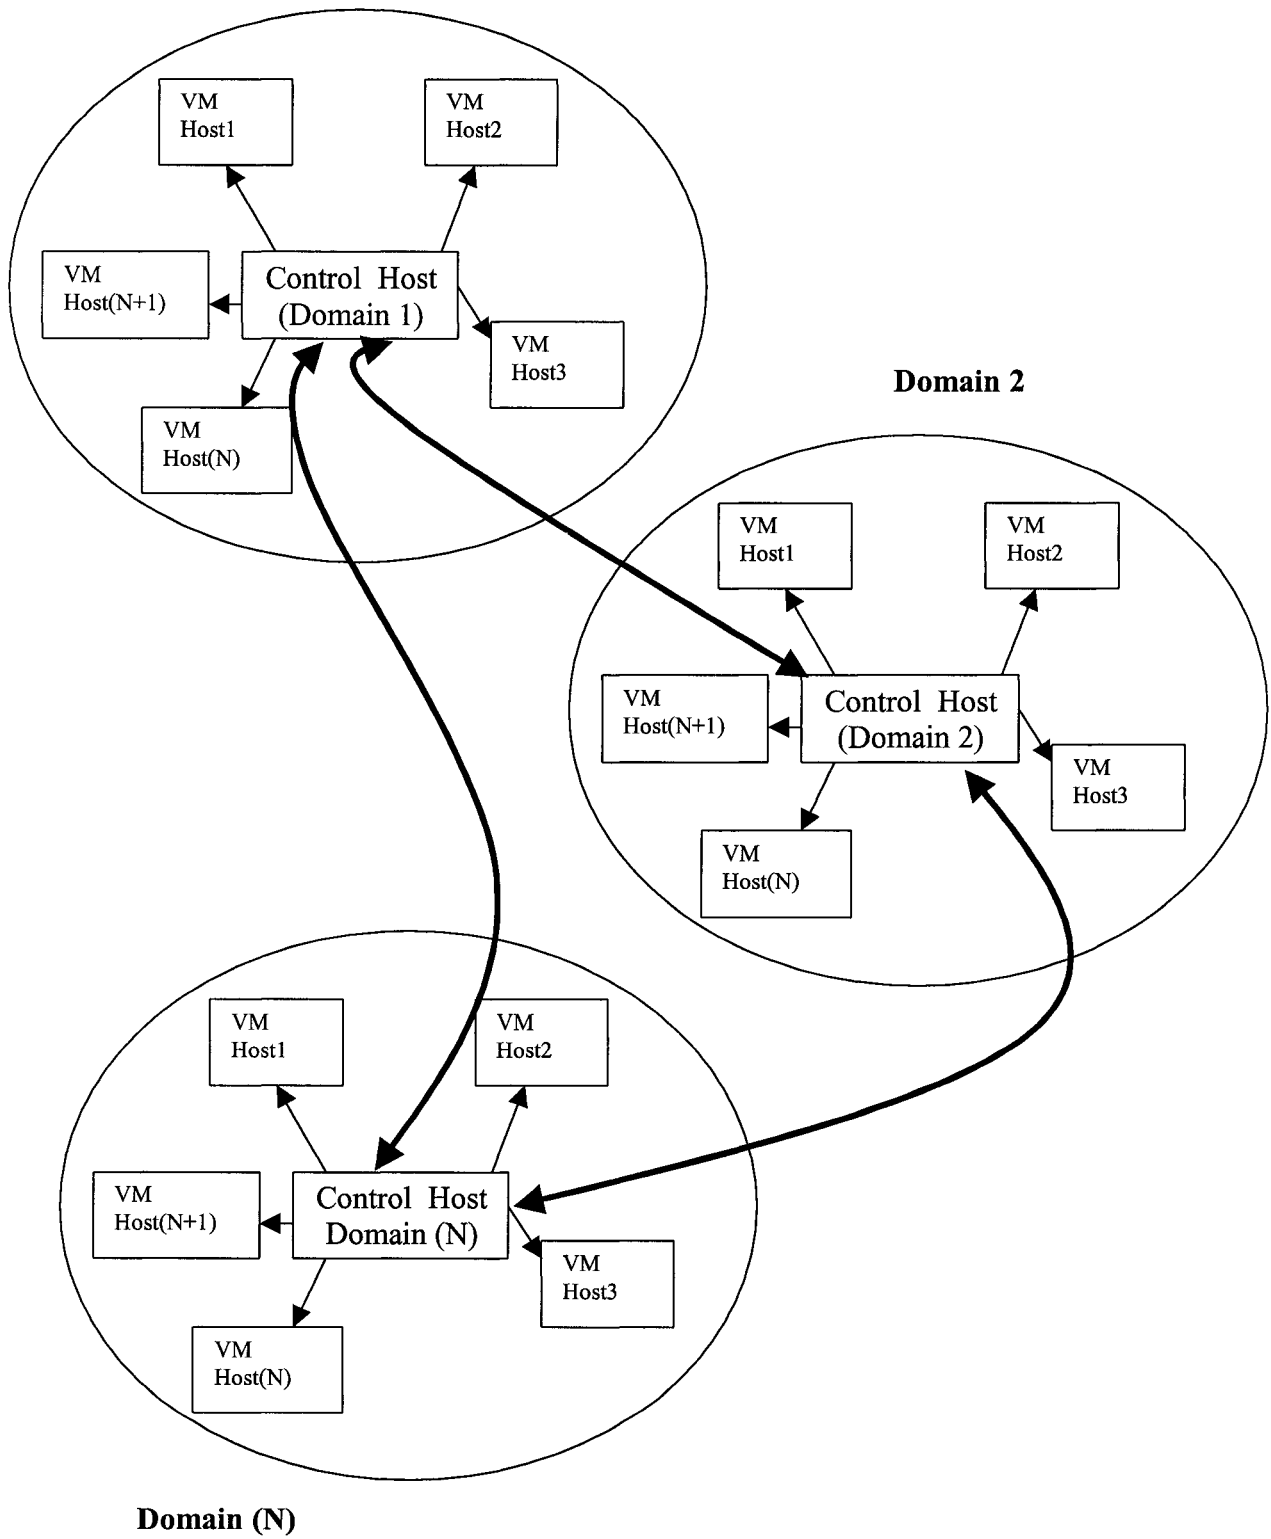 VM
Host1
VM
Host2
VM
Host(N+1)
Control Host
(Domain 1)
VM
Host3
VM
Host(N)
Domain 2
VM
Host1
VM
Host2
VM
Host(N+1)
Control Host
(Domain 2)
VM
Host3
VM
Host(N)
VM
Host1
VM
Host2
VM
Host(N+1)
Control Host
Domain (N)
VM
Host3
VM
Host(N)
Domain (N)